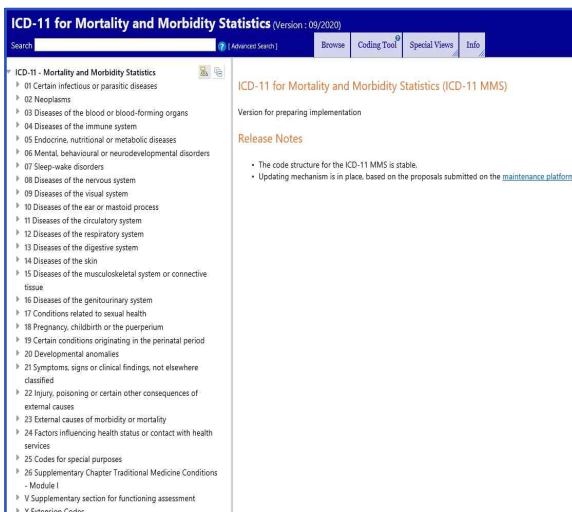 ICD-11 for Mortality and Morbidity Statistics (Version : 09/2020)
Search ? [ Advanced Search ] Browse Coding Tool ? Special Views Info
ICD-11 - Mortality and Morbidity Statistics
01 Certain infectious or parasitic diseases
02 Neoplasms
03 Diseases of the blood or blood-forming organs
04 Diseases of the immune system
05 Endocrine, nutritional or metabolic diseases
06 Mental, behavioural or neurodevelopmental disorders
07 Sleep-wake disorders
08 Diseases of the nervous system
09 Diseases of the visual system
10 Diseases of the ear or mastoid process
11 Diseases of the circulatory system
12 Diseases of the respiratory system
13 Diseases of the digestive system
14 Diseases of the skin
15 Diseases of the musculoskeletal system or connective
tissue
16 Diseases of the genitourinary system
17 Conditions related to sexual health
18 Pregnancy, childbirth or the puerperium
19 Certain conditions originating in the perinatal period
20 Developmental anomalies
21 Symptoms, signs or clinical findings, not elsewhere
classified
22 Injury, poisoning or certain other consequences of
external causes
23 External causes of morbidity or mortality
24 Factors influencing health status or contact with health
services
25 Codes for special purposes
26 Supplementary Chapter Traditional Medicine Conditions
- Module I
V Supplementary section for functioning assessment
X Extension Codes
ICD-11 for Mortality and Morbidity Statistics (ICD-11 MMS)
Version for preparing implementation
Release Notes
• The code structure for the ICD-11 MMS is stable.
• Updating mechanism is in place, based on the proposals submitted on the maintenance platform